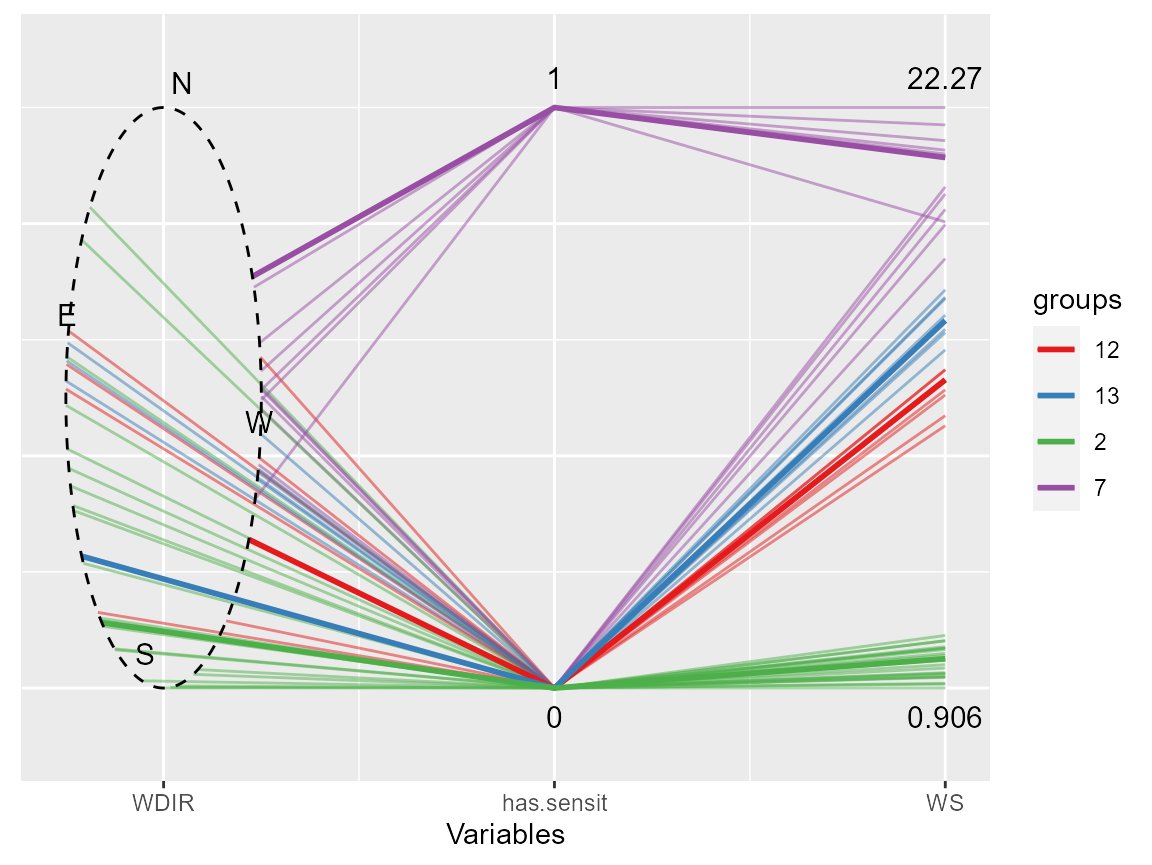 N
1
22.27
E
W
S
0
0.906
WDIR
has.sensit
WS
Variables
groups
12
13
2
7